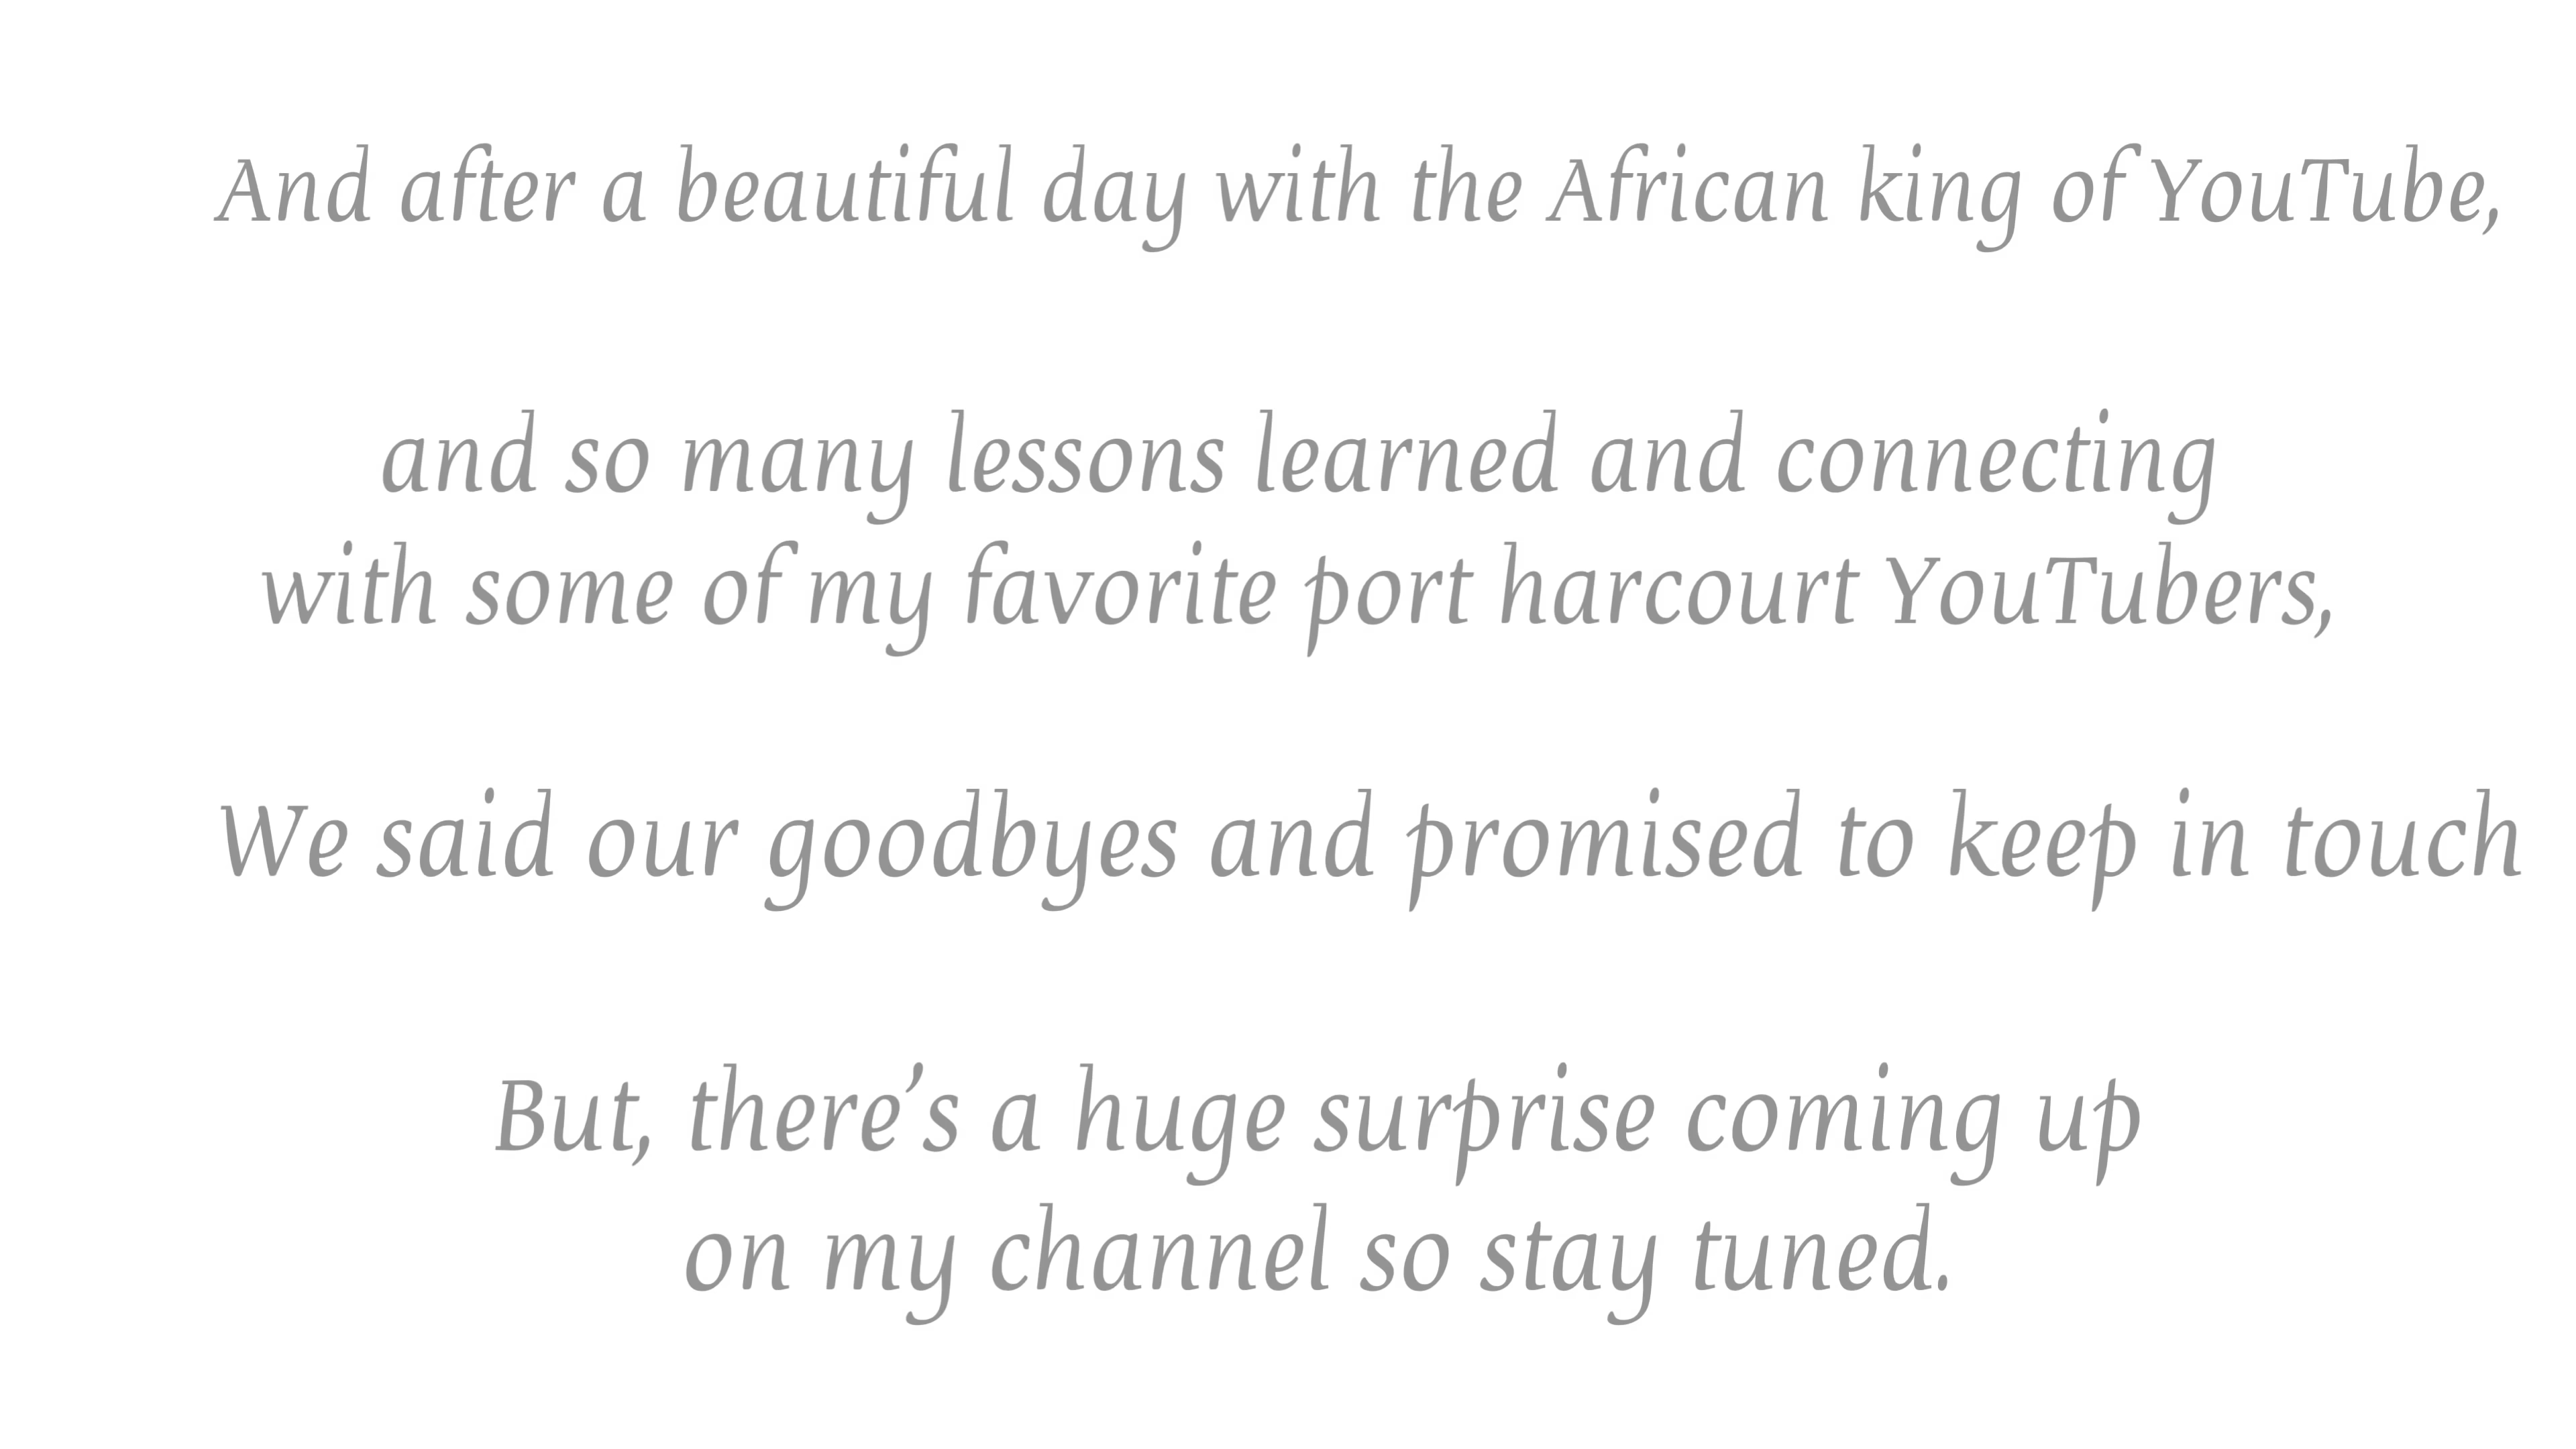 And after a beautiful day with the African king of YouTube,
and so many lessons learned and connecting
with some of my favorite port harcourt YouTubers,
We said our goodbyes and promised to keep in touch
But, there’s a huge surprise coming up
on my channel so stay tuned.